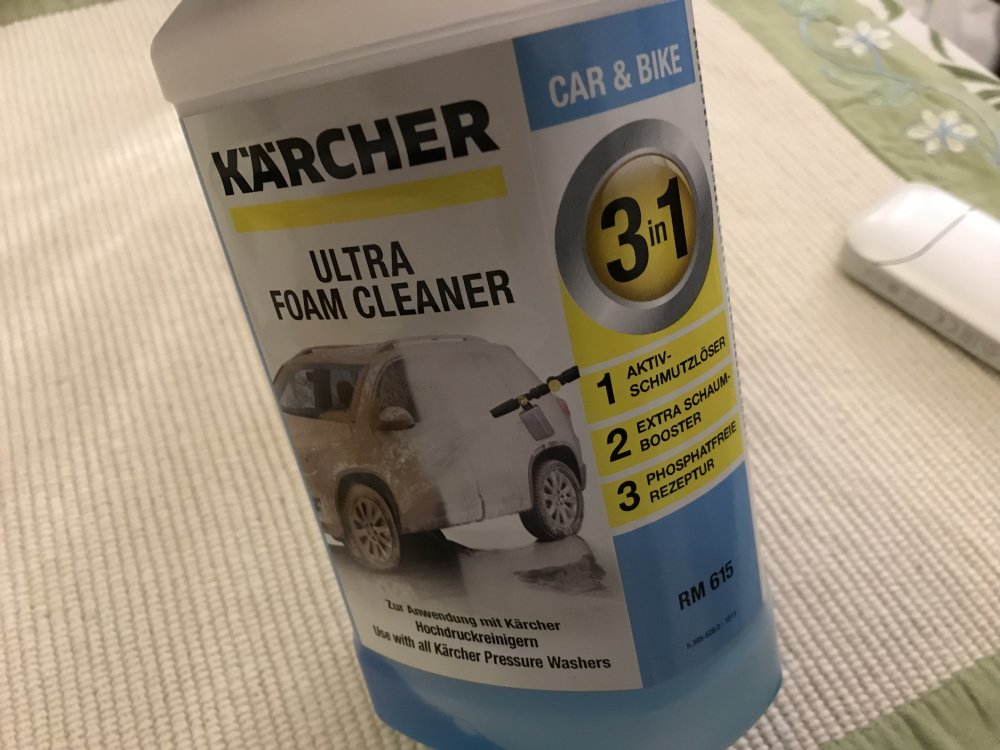 KÄRCHER
ULTRA
FOAM CLEANER
Zur Anwendung mit Kärcher
Hochdruckreinigern
Use with all Kärcher Pressure Washers
CAR & BIKE
3in1
1 AKTIV-
SCHMUTZLÖSER
2 EXTRA SCHAUM-
BOOSTER
3 PHOSPHATFREIE
REZEPTUR
RM 615